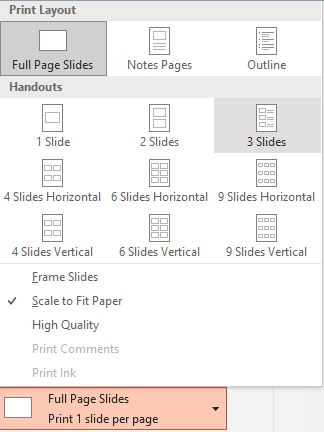 Print Layout
Full Page Slides
Notes Pages
Outline
Handouts
1 Slide
2 Slides
3 Slides
4 Slides Horizontal
6 Slides Horizontal
9 Slides Horizontal
4 Slides Vertical
6 Slides Vertical
9 Slides Vertical
Frame Slides
Scale to Fit Paper
High Quality
Print Comments
Print Ink
Full Page Slides
Print 1 slide per page